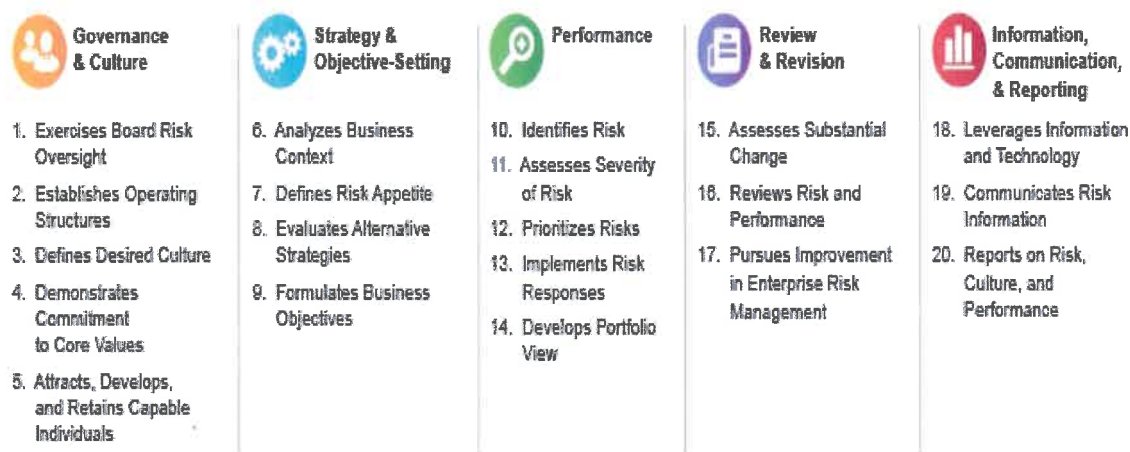 Governance
& Culture
1. Exercises Board Risk
Oversight
2. Establishes Operating
Structures
3. Defines Desired Culture
4. Demonstrates
Commitment
to Core Values
5. Attracts, Develops,
and Retains Capable
Individuals
Strategy &
Objective-Setting
6. Analyzes Business
Context
7. Defines Risk Appetite
8. Evaluates Alternative
Strategies
9. Formulates Business
Objectives
Performance
10. Identifies Risk
11. Assesses Severity
of Risk
12. Prioritizes Risks
13. Implements Risk
Responses
14. Develops Portfolio
View
Review
& Revision
15. Assesses Substantial
Change
16. Reviews Risk and
Performance
17. Pursues Improvement
in Enterprise Risk
Management
Information,
Communication,
& Reporting
18. Leverages Information
and Technology
19. Communicates Risk
Information
20. Reports on Risk,
Culture, and
Performance